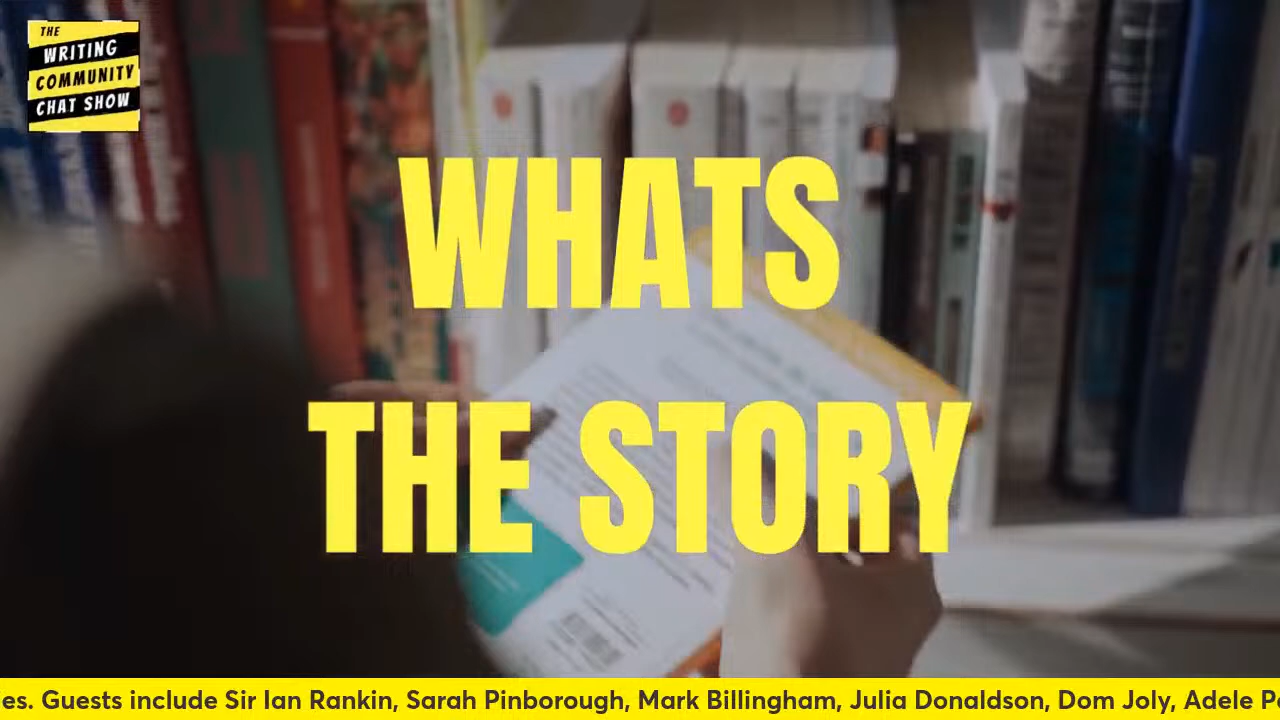 THE
WRITING
COMMUNITY
CHAT SHOW
WHATS
THE STORY
es. Guests include Sir Ian Rankin, Sarah Pinborough, Mark Billingham, Julia Donaldson, Dom Joly, Adele P